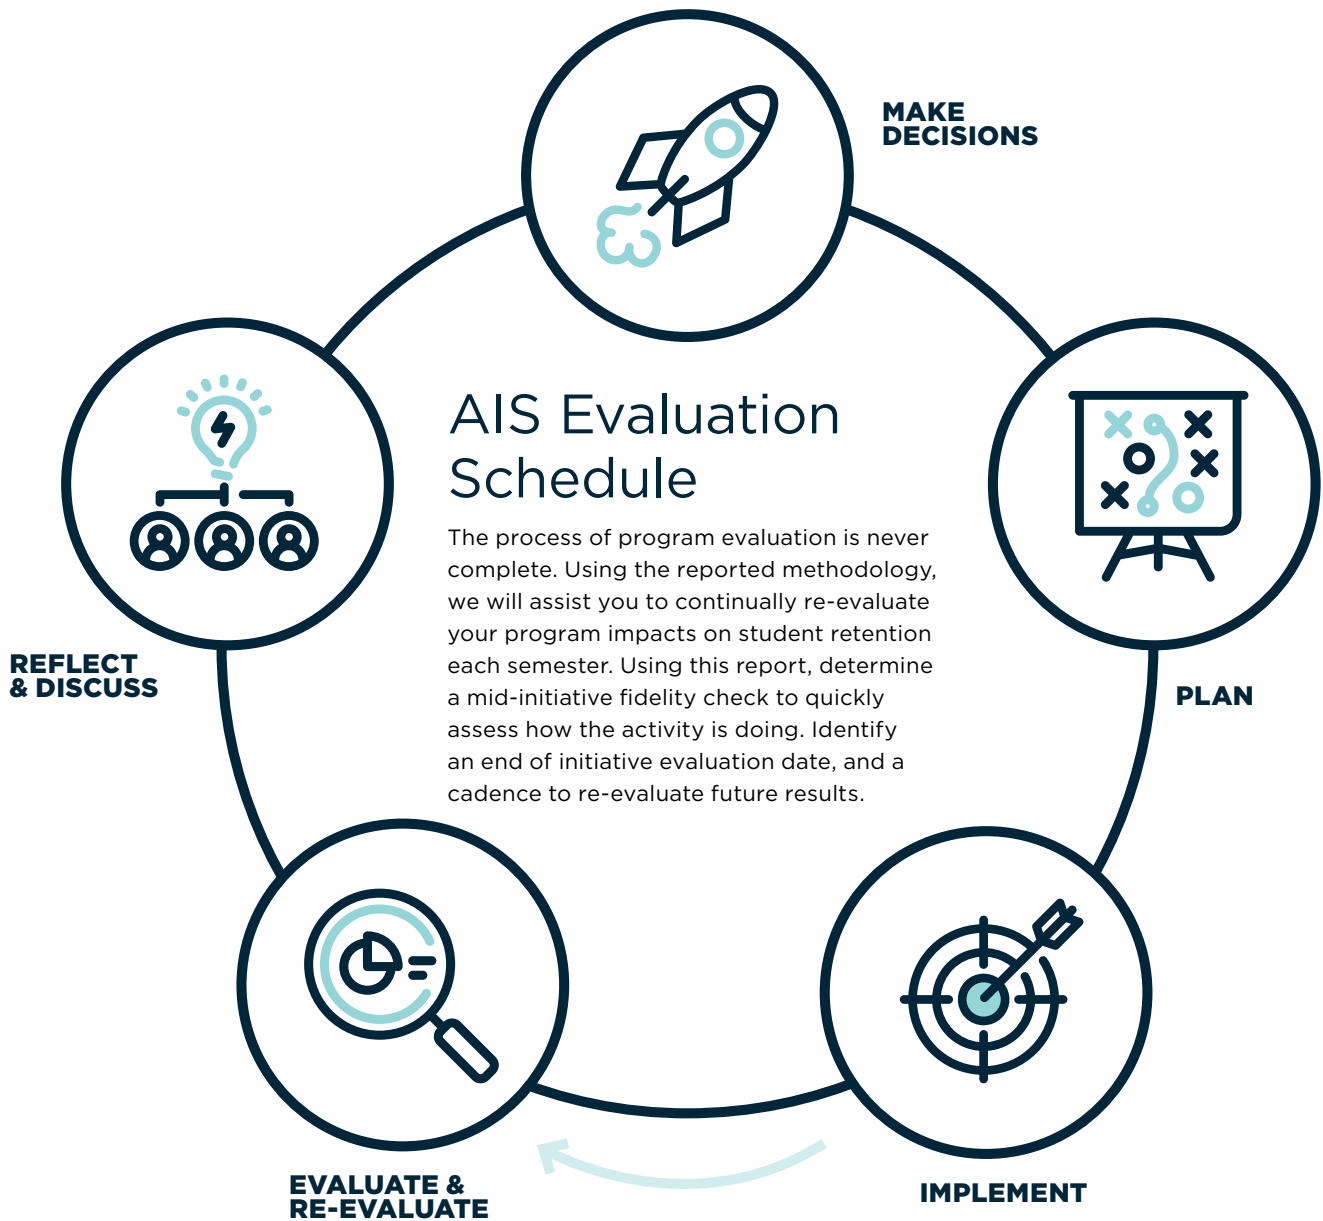 MAKE
DECISIONS
AIS Evaluation
Schedule
The process of program evaluation is never
complete. Using the reported methodology,
we will assist you to continually re-evaluate
your program impacts on student retention
each semester. Using this report, determine
a mid-initiative fidelity check to quickly
assess how the activity is doing. Identify
an end of initiative evaluation date, and a
cadence to re-evaluate future results.
REFLECT
& DISCUSS
PLAN
EVALUATE &
RE-EVALUATE
IMPLEMENT